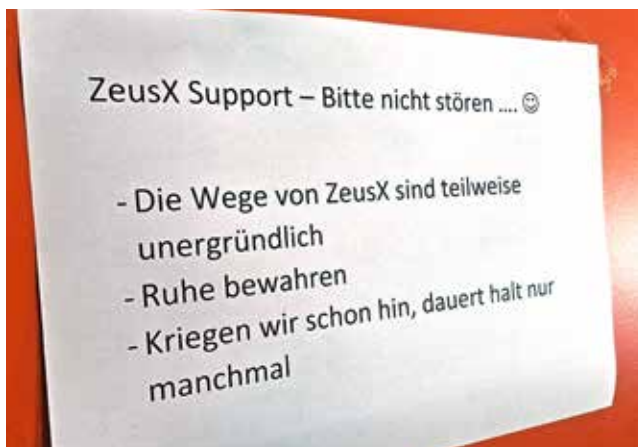 ZeusX Support – Bitte nicht stören .... ☺
- Die Wege von ZeusX sind teilweise
unergründlich
- Ruhe bewahren
- Kriegen wir schon hin, dauert halt nur
manchmal